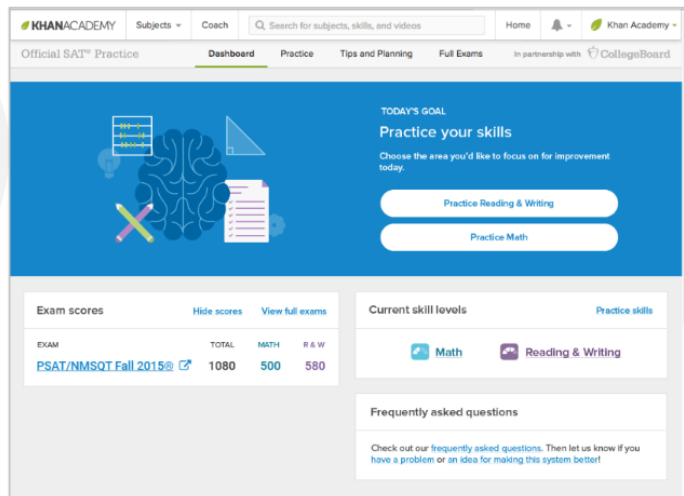 KHANACADEMY Subjects Coach Search for subjects, skills, and videos Home Khan Academy
Official SAT® Practice Dashboard Practice Tips and Planning Full Exams In partnership with CollegeBoard
TODAY'S GOAL
Practice your skills
Choose the area you'd like to focus on for improvement
today.
Practice Reading & Writing
Practice Math
Exam scores Hide scores View full exams
EXAM TOTAL MATH R & W
PSAT/NMSQT Fall 2015® 1080 500 580
Current skill levels Practice skills
Math Reading & Writing
Frequently asked questions
Check out our frequently asked questions. Then let us know if you
have a problem or an idea for making this system better!